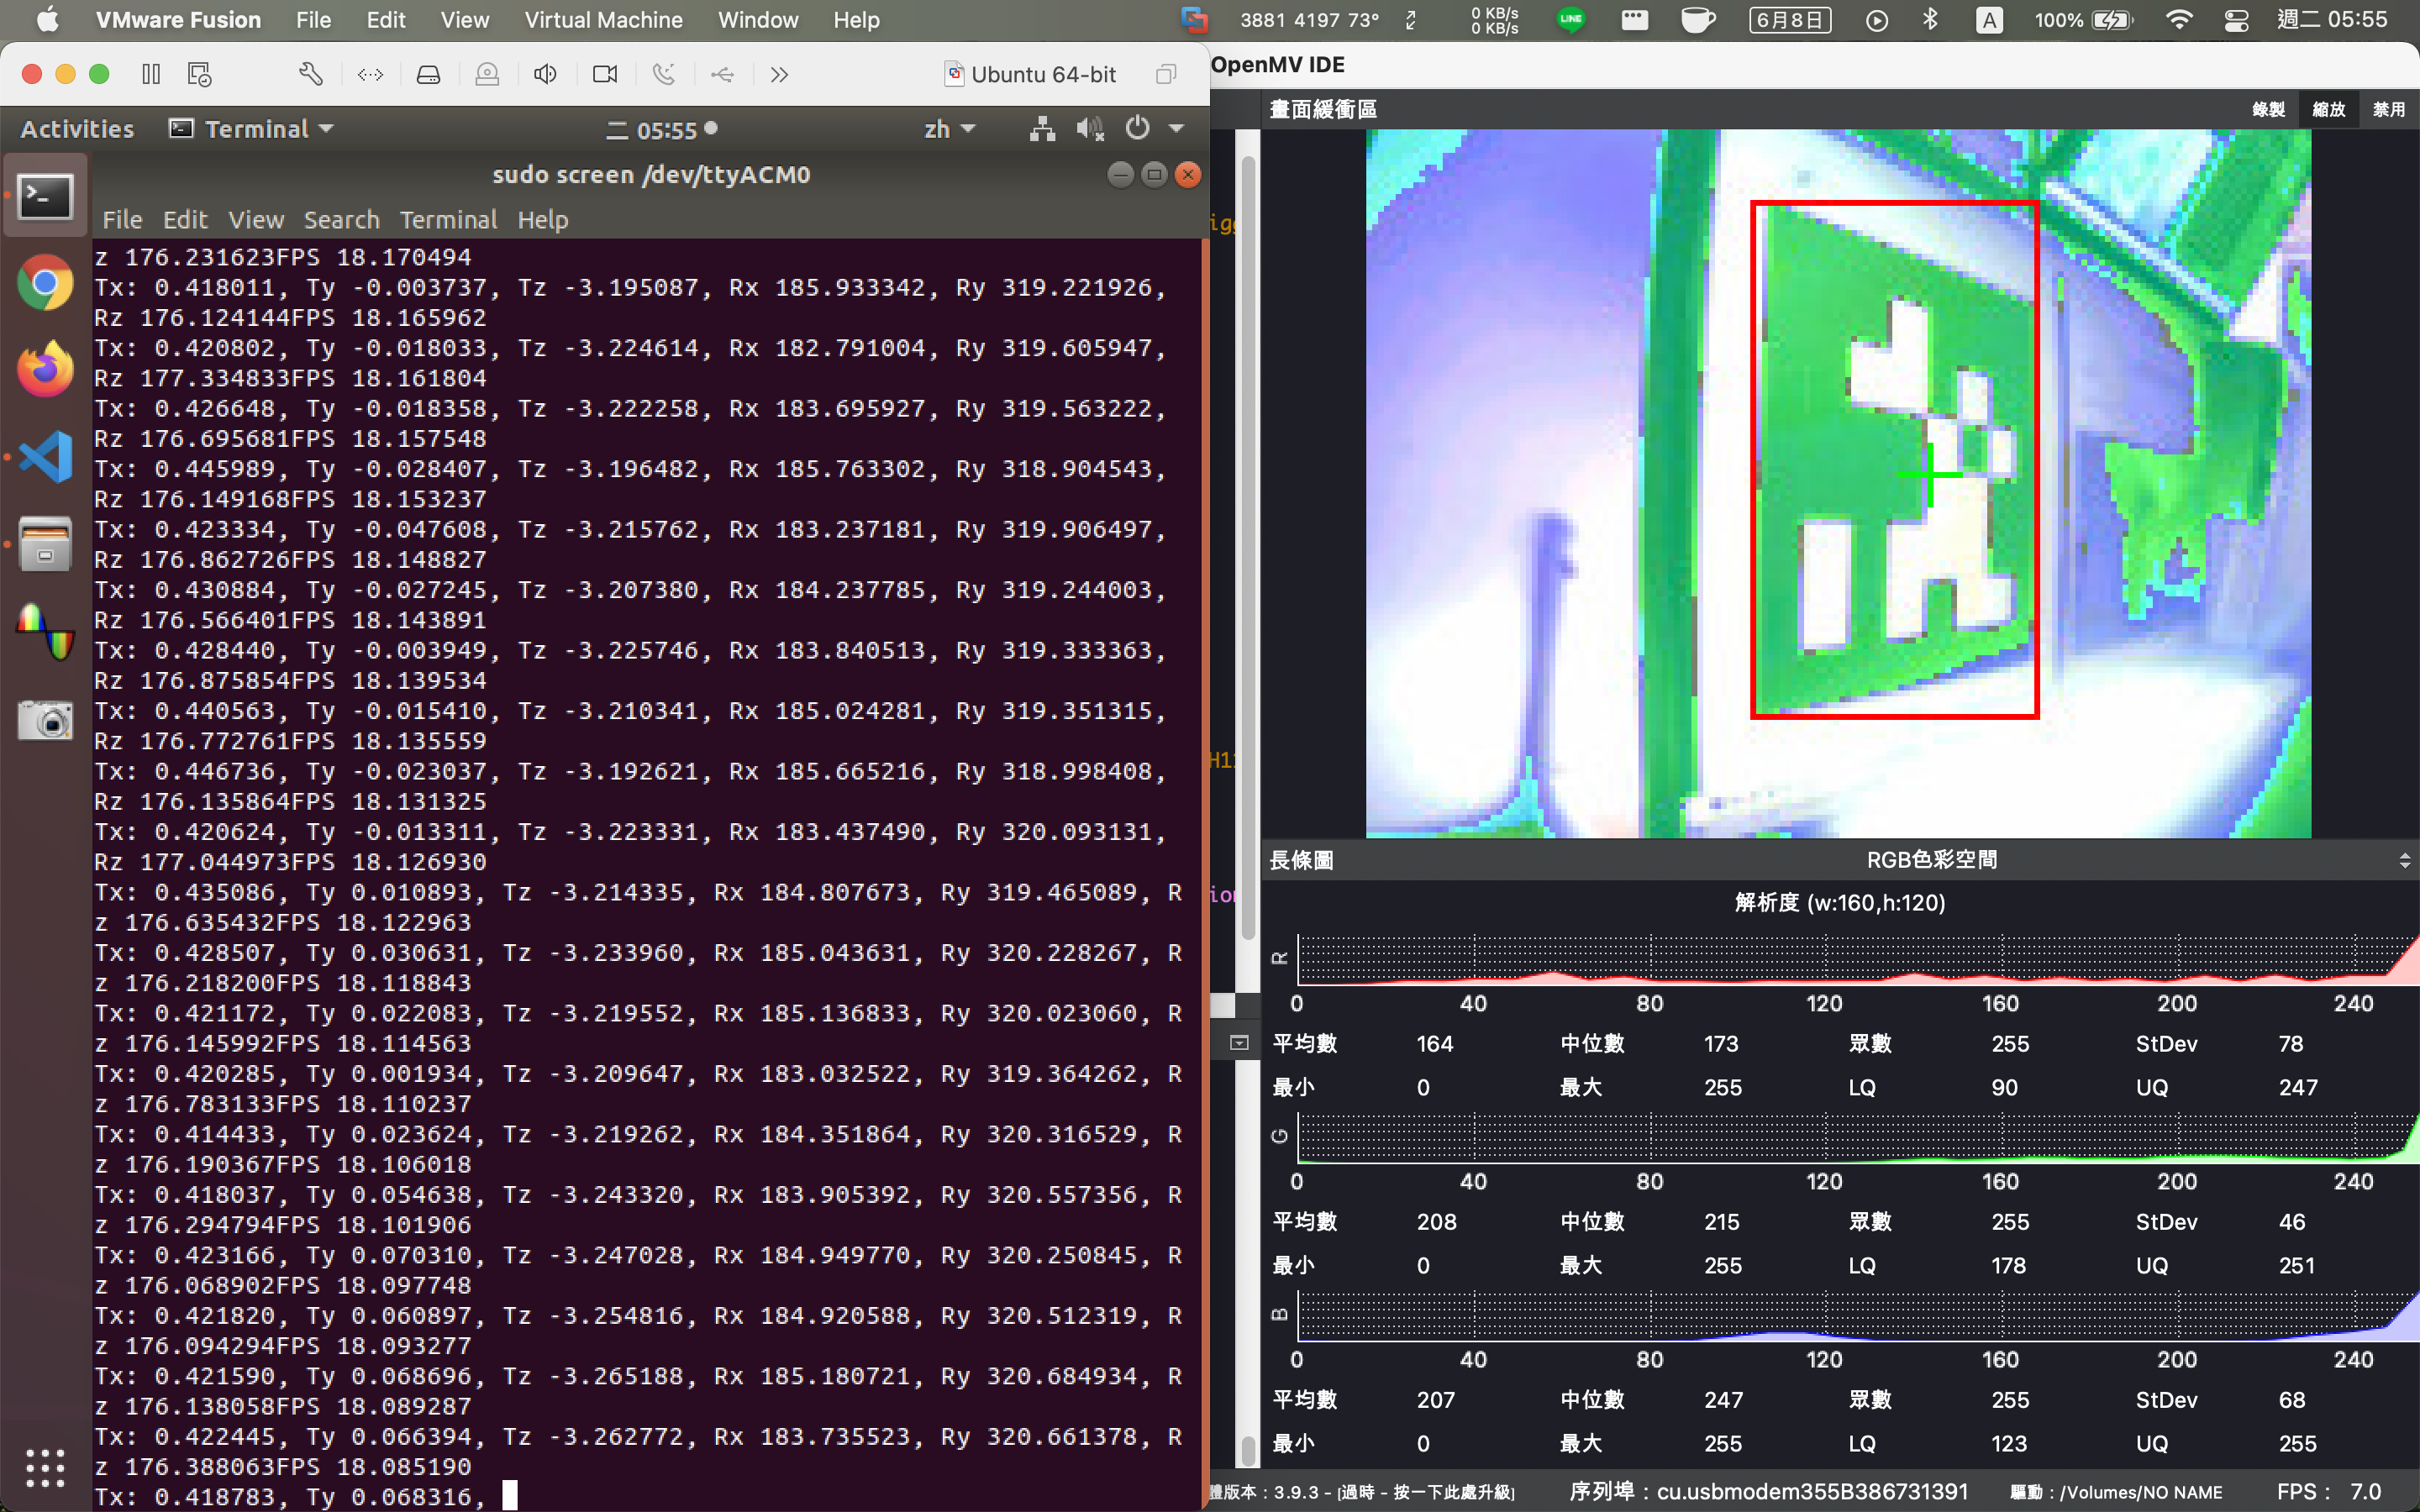 VMware Fusion File Edit View Virtual Machine Window Help 3881 4197 73° 0 KB/s 0 KB/s LINE 6月8日 A 100% 週二 05:55
Ubuntu 64-bit
Activities Terminal 二 05:55 zh
sudo screen /dev/ttyACM0
File Edit View Search Terminal Help
z 176.231623FPS 18.170494
Tx: 0.418011, Ty -0.003737, Tz -3.195087, Rx 185.933342, Ry 319.221926,
Rz 176.124144FPS 18.165962
Tx: 0.420802, Ty -0.018033, Tz -3.224614, Rx 182.791004, Ry 319.605947,
Rz 177.334833FPS 18.161804
Tx: 0.426648, Ty -0.018358, Tz -3.222258, Rx 183.695927, Ry 319.563222,
Rz 176.695681FPS 18.157548
Tx: 0.445989, Ty -0.028407, Tz -3.196482, Rx 185.763302, Ry 318.904543,
Rz 176.149168FPS 18.153237
Tx: 0.423334, Ty -0.047608, Tz -3.215762, Rx 183.237181, Ry 319.906497,
Rz 176.862726FPS 18.148827
Tx: 0.430884, Ty -0.027245, Tz -3.207380, Rx 184.237785, Ry 319.244003,
Rz 176.566401FPS 18.143891
Tx: 0.428440, Ty -0.003949, Tz -3.225746, Rx 183.840513, Ry 319.333363,
Rz 176.875854FPS 18.139534
Tx: 0.440563, Ty -0.015410, Tz -3.210341, Rx 185.024281, Ry 319.351315,
Rz 176.772761FPS 18.135559
Tx: 0.446736, Ty -0.023037, Tz -3.192621, Rx 185.665216, Ry 318.998408,
Rz 176.135864FPS 18.131325
Tx: 0.420624, Ty -0.013311, Tz -3.223331, Rx 183.437490, Ry 320.093131,
Rz 177.044973FPS 18.126930
Tx: 0.435086, Ty 0.010893, Tz -3.214335, Rx 184.807673, Ry 319.465089, R
z 176.635432FPS 18.122963
Tx: 0.428507, Ty 0.030631, Tz -3.233960, Rx 185.043631, Ry 320.228267, R
z 176.218200FPS 18.118843
Tx: 0.421172, Ty 0.022083, Tz -3.219552, Rx 185.136833, Ry 320.023060, R
z 176.145992FPS 18.114563
Tx: 0.420285, Ty 0.001934, Tz -3.209647, Rx 183.032522, Ry 319.364262, R
z 176.783133FPS 18.110237
Tx: 0.414433, Ty 0.023624, Tz -3.219262, Rx 184.351864, Ry 320.316529, R
z 176.190367FPS 18.106018
Tx: 0.418037, Ty 0.054638, Tz -3.243320, Rx 183.905392, Ry 320.557356, R
z 176.294794FPS 18.101906
Tx: 0.423166, Ty 0.070310, Tz -3.247028, Rx 184.949770, Ry 320.250845, R
z 176.068902FPS 18.097748
Tx: 0.421820, Ty 0.060897, Tz -3.254816, Rx 184.920588, Ry 320.512319, R
z 176.094294FPS 18.093277
Tx: 0.421590, Ty 0.068696, Tz -3.265188, Rx 185.180721, Ry 320.684934, R
z 176.138058FPS 18.089287
Tx: 0.422445, Ty 0.066394, Tz -3.262772, Rx 183.735523, Ry 320.661378, R
z 176.388063FPS 18.085190
Tx: 0.418783, Ty 0.068316,
OpenMV IDE
畫面緩衝區 錄製 縮放 禁用
長條圖 RGB色彩空間
解析度 (w:160,h:120)
R
0 40 80 120 160 200 240
平均數 164 中位數 173 眾數 255 StDev 78
最小 0 最大 255 LQ 90 UQ 247
G
0 40 80 120 160 200 240
平均數 208 中位數 215 眾數 255 StDev 46
最小 0 最大 255 LQ 178 UQ 251
B
0 40 80 120 160 200 240
平均數 207 中位數 247 眾數 255 StDev 68
最小 0 最大 255 LQ 123 UQ 255
體版本：3.9.3 - [過時 - 按一下此處升級] 序列埠：cu.usbmodem355B386731391 驅動：/Volumes/NO NAME FPS： 7.0